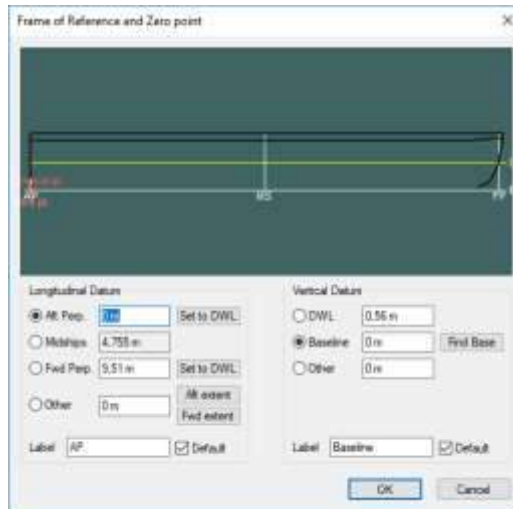 Frame of Reference and Zero point
AP MS FP
Longitudinal Datum
Aft Perp. 0 m Set to DWL
Midships 4.755 m
Fwd Perp. 9.51 m Set to DWL
Other 0 m Aft extent
Fwd extent
Label AP Default
Vertical Datum
DWL 0.56 m
Baseline 0 m Find Base
Other 0 m
Label Baseline Default
OK Cancel